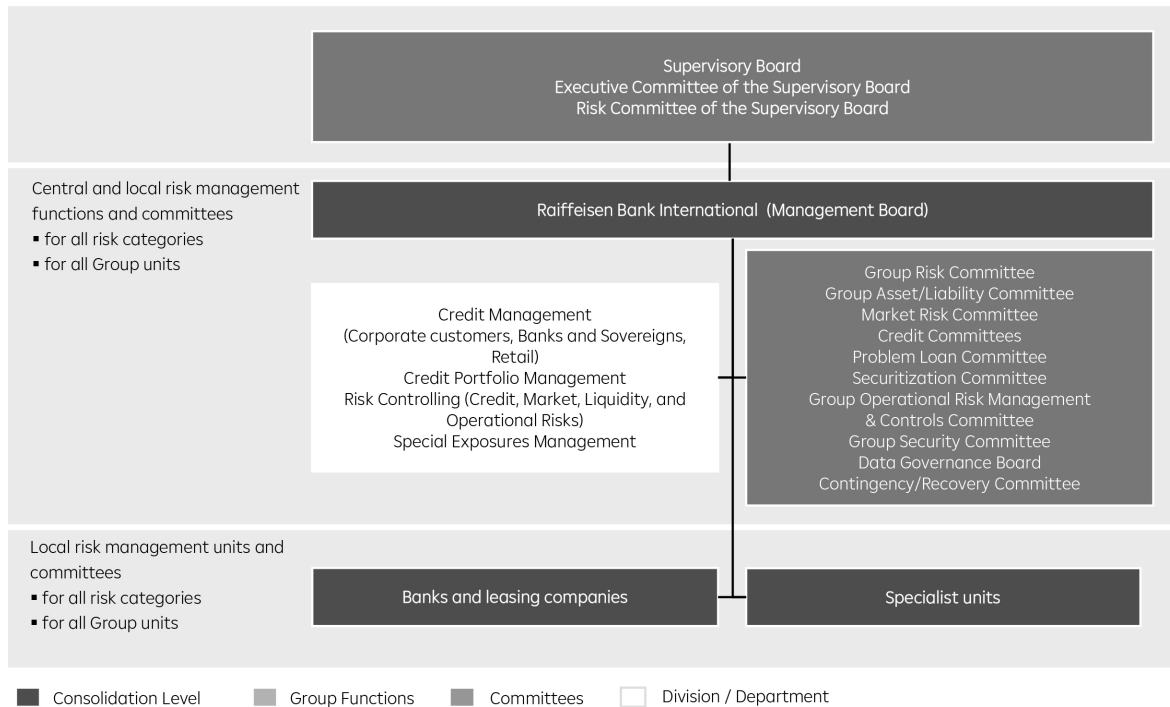 Supervisory Board
Executive Committee of the Supervisory Board
Risk Committee of the Supervisory Board
Central and local risk management
functions and committees
▪ for all risk categories
▪ for all Group units
Raiffeisen Bank International (Management Board)
Credit Management
(Corporate customers, Banks and Sovereigns,
Retail)
Credit Portfolio Management
Risk Controlling (Credit, Market, Liquidity, and
Operational Risks)
Special Exposures Management
Group Risk Committee
Group Asset/Liability Committee
Market Risk Committee
Credit Committees
Problem Loan Committee
Securitization Committee
Group Operational Risk Management
& Controls Committee
Group Security Committee
Data Governance Board
Contingency/Recovery Committee
Local risk management units and
committees
▪ for all risk categories
▪ for all Group units
Banks and leasing companies
Specialist units
Consolidation Level
Group Functions
Committees
Division / Department